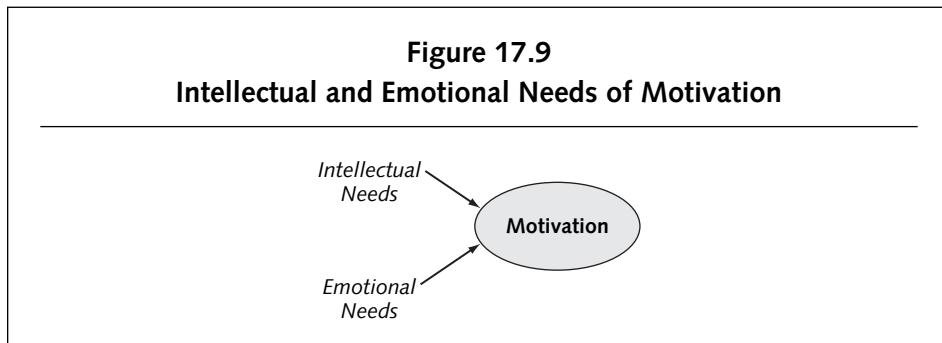 Figure 17.9
Intellectual and Emotional Needs of Motivation
Intellectual
Needs
Motivation
Emotional
Needs